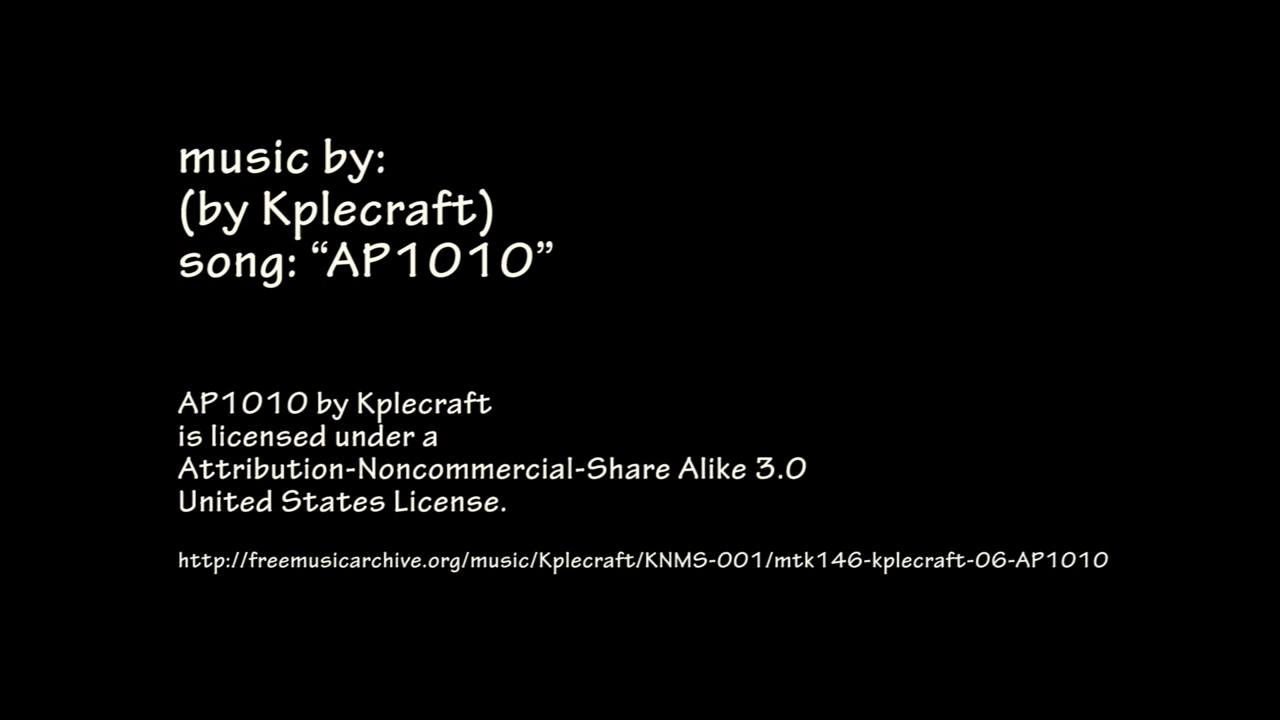 music by:
(by Kplecraft)
song: “AP1010”
AP1010 by Kplecraft
is licensed under a
Attribution-Noncommercial-Share Alike 3.0
United States License.
http://freemusicarchive.org/music/Kplecraft/KNMS-001/mtk146-kplecraft-06-AP1010